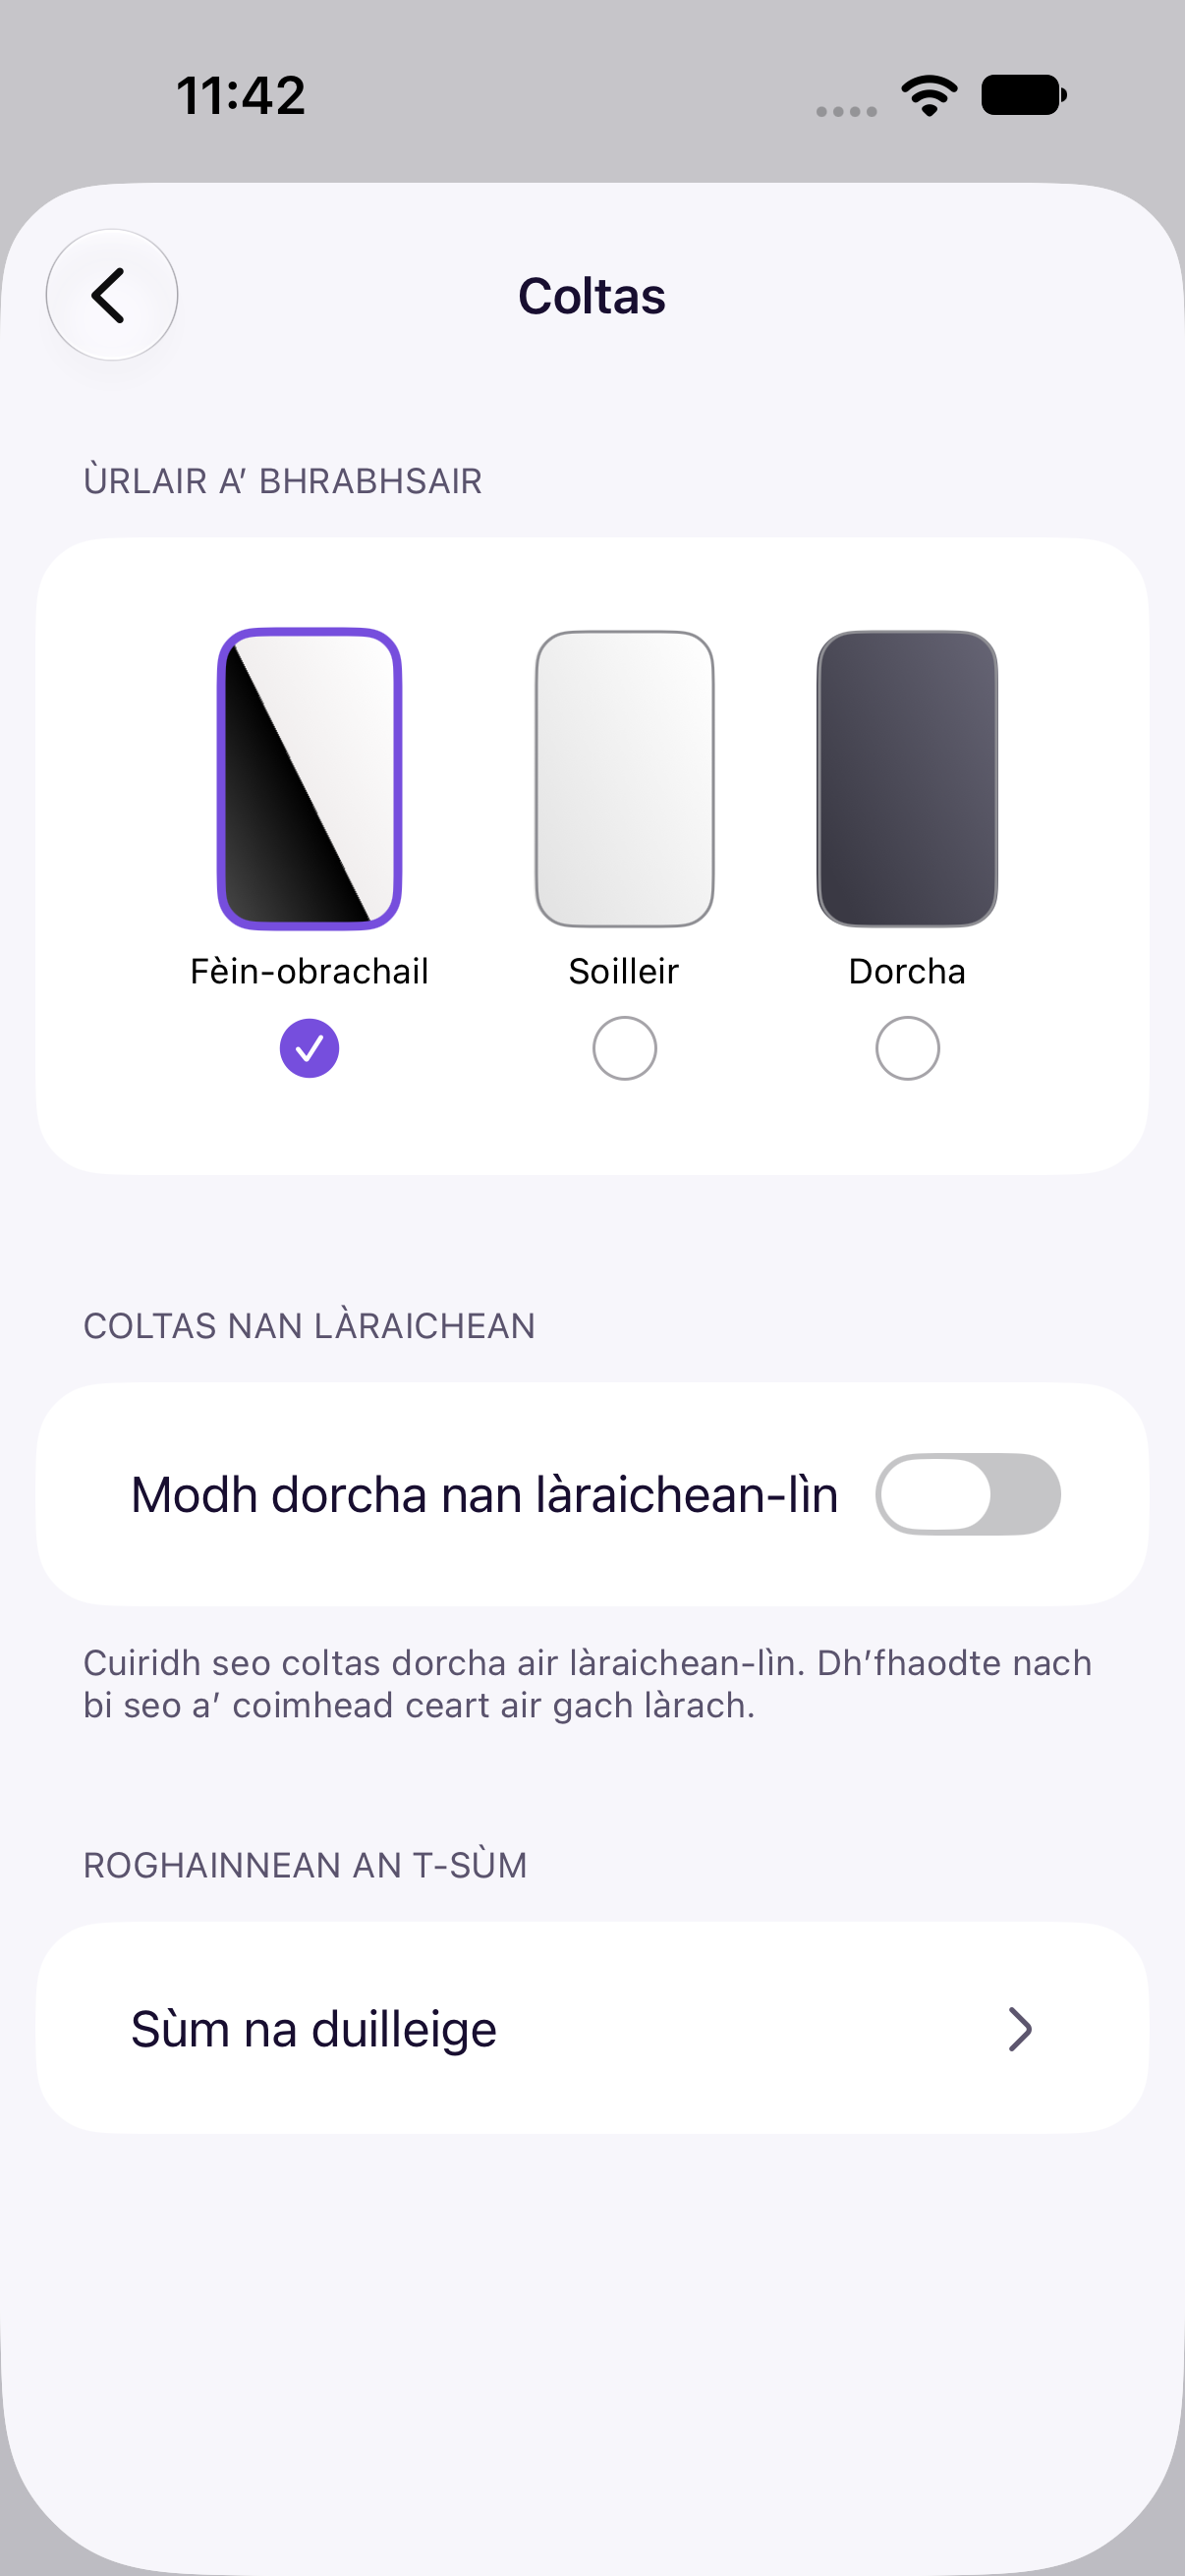 11:42
Coltas
ÙRLAIR A’ BHRABHSAIR
Fèin-obrachail
Soilleir
Dorcha
COLTAS NAN LÀRAICHEAN
Modh dorcha nan làraichean-lìn
Cuiridh seo coltas dorcha air làraichean-lìn. Dh’fhaodte nach
bi seo a’ coimhead ceart air gach làrach.
ROGHAINNEAN AN T-SÙM
Sùm na duilleige